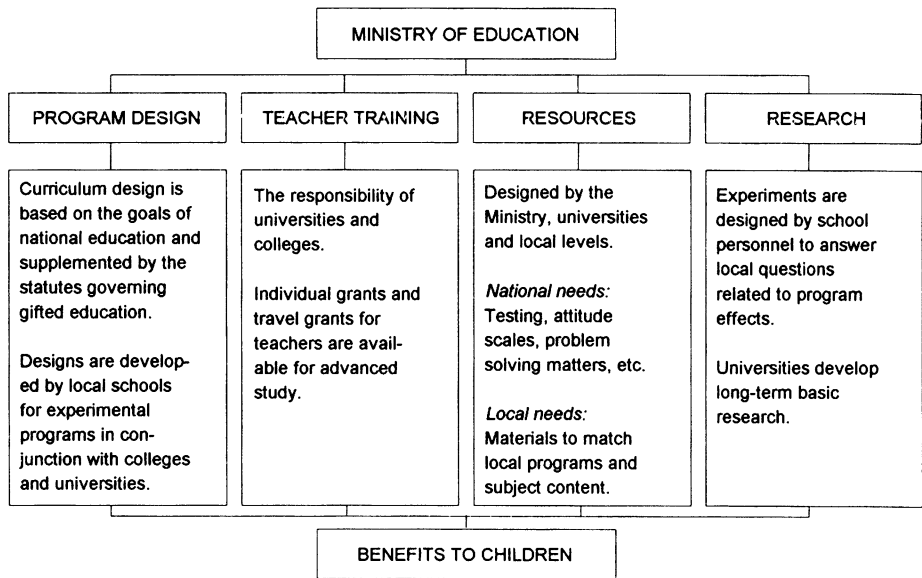 MINISTRY OF EDUCATION
PROGRAM DESIGN
Curriculum design is
based on the goals of
national education and
supplemented by the
statutes governing
gifted education.
Designs are develop-
ed by local schools
for experimental
programs in con-
junction with colleges
and universities.
TEACHER TRAINING
The responsibility of
universities and
colleges.
Individual grants and
travel grants for
teachers are avail-
able for advanced
study.
RESOURCES
Designed by the
Ministry, universities
and local levels.
National needs:
Testing, attitude
scales, problem
solving matters, etc.
Local needs:
Materials to match
local programs and
subject content.
RESEARCH
Experiments are
designed by school
personnel to answer
local questions
related to program
effects.
Universities develop
long-term basic
research.
BENEFITS TO CHILDREN